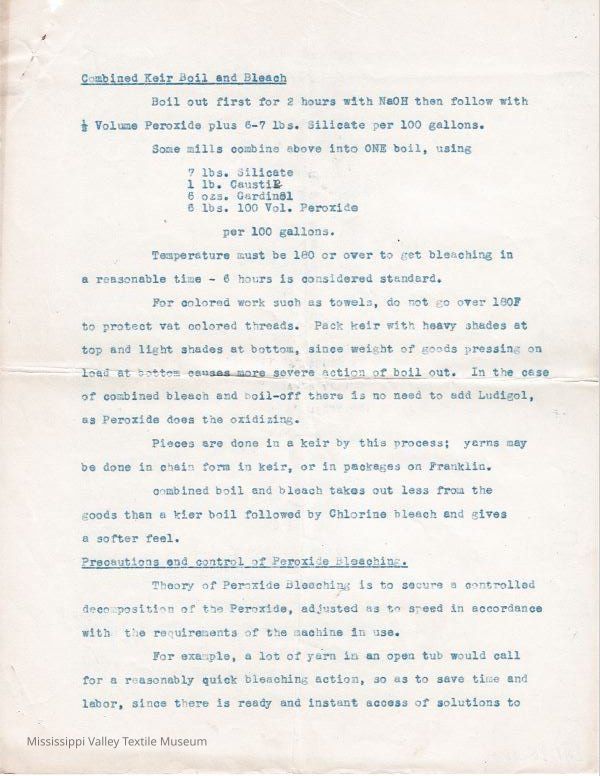 Combined Keir Boil and Bleach
Boil out first for 2 hours with NaOH then follow with
½ Volume Peroxide plus 6-7 lbs. Silicate per 100 gallons.
Some mills combine above into ONE boil, using
7 lbs. Silicate
1 lb. Caustic
6 ozs. Gardinol
6 lbs. 100 Vol. Peroxide
per 100 gallons.
Temperature must be 180 or over to get bleaching in
a reasonable time - 6 hours is considered standard.
For colored work such as towels, do not go over 180F
to protect vat colored threads. Pack keir with heavy shades at
top and light shades at bottom, since weight of goods pressing on
load at bottom causes more severe action of boil out. In the case
of combined bleach and boil-off there is no need to add Ludigol,
as Peroxide does the oxidizing.
Pieces are done in a keir by this process; yarns may
be done in chain form in keir, or in packages on Franklin.
combined boil and bleach takes out less from the
goods than a kier boil followed by Chlorine bleach and gives
a softer feel.
Precautions and control of Peroxide Bleaching.
Theory of Peroxide Bleaching is to secure a controlled
decomposition of the Peroxide, adjusted as to speed in accordance
with the requirements of the machine in use.
For example, a lot of yarn in an open tub would call
for a reasonably quick bleaching action, so as to save time and
labor, since there is ready and instant access of solutions to
Mississippi Valley Textile Museum